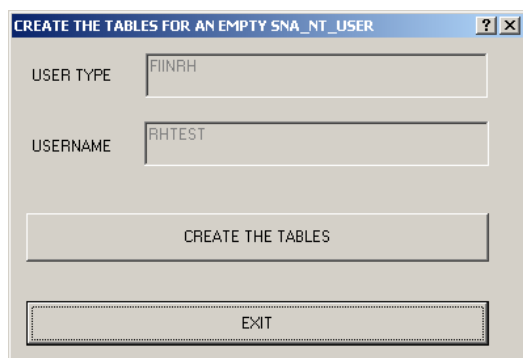 CREATE THE TABLES FOR AN EMPTY SNA_NT_USER
USER TYPE
FIINRH
USERNAME
RHTEST
CREATE THE TABLES
EXIT